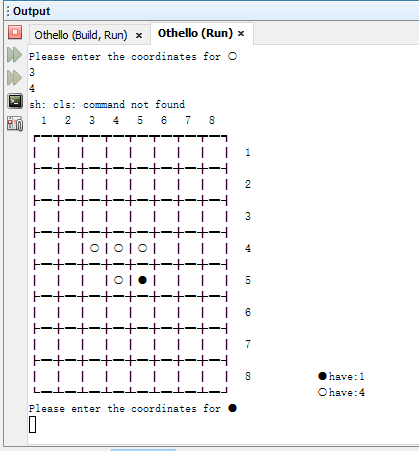 Output
Othello (Build, Run) × Othello (Run) ×
Please enter the coordinates for ○
3
4
sh: cls: command not found
1 2 3 4 5 6 7 8
1
2
3
○ ○ ○ 4
○ ● 5
6
7
8 ●have:1
○have:4
Please enter the coordinates for ●